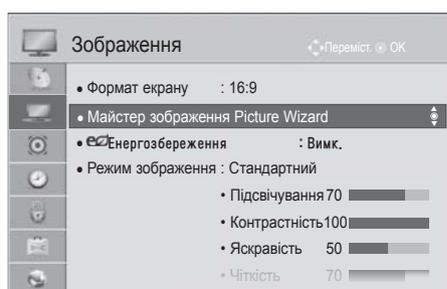 Зображення Переміст. OK
• Формат екрану : 16:9
• Майстер зображення Picture Wizard
• eco Енергозбереження : Вимк.
• Режим зображення : Стандартний
• Підсвічування 70
• Контрастність 100
• Яскравість 50
• Чіткість 70